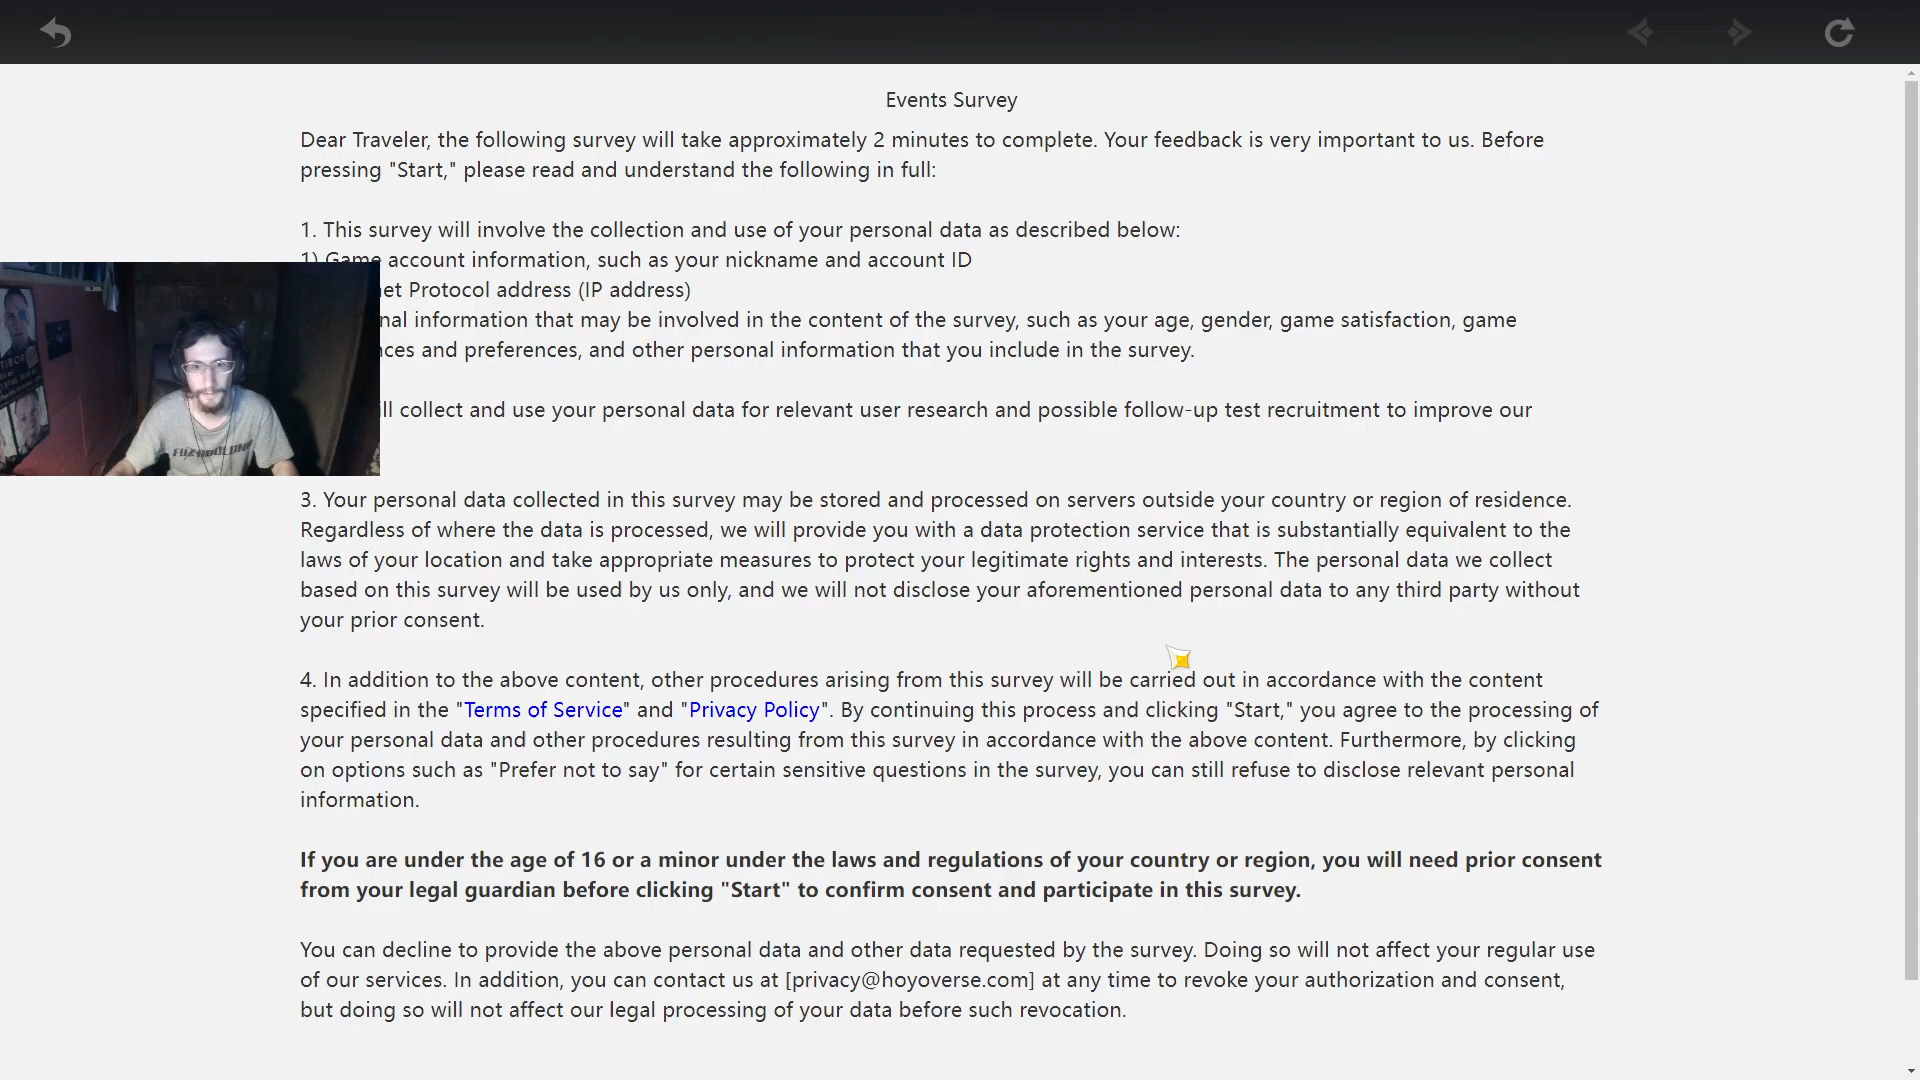 Events Survey
Dear Traveler, the following survey will take approximately 2 minutes to complete. Your feedback is very important to us. Before
pressing "Start," please read and understand the following in full:
1. This survey will involve the collection and use of your personal data as described below:
1) Game account information, such as your nickname and account ID
Protocol address (IP address)
information that may be involved in the content of the survey, such as your age, gender, game satisfaction, game
and preferences, and other personal information that you include in the survey.
collect and use your personal data for relevant user research and possible follow-up test recruitment to improve our
3. Your personal data collected in this survey may be stored and processed on servers outside your country or region of residence.
Regardless of where the data is processed, we will provide you with a data protection service that is substantially equivalent to the
laws of your location and take appropriate measures to protect your legitimate rights and interests. The personal data we collect
based on this survey will be used by us only, and we will not disclose your aforementioned personal data to any third party without
your prior consent.
4. In addition to the above content, other procedures arising from this survey will be carried out in accordance with the content
specified in the "Terms of Service" and "Privacy Policy". By continuing this process and clicking "Start," you agree to the processing of
your personal data and other procedures resulting from this survey in accordance with the above content. Furthermore, by clicking
on options such as "Prefer not to say" for certain sensitive questions in the survey, you can still refuse to disclose relevant personal
information.
If you are under the age of 16 or a minor under the laws and regulations of your country or region, you will need prior consent
from your legal guardian before clicking "Start" to confirm consent and participate in this survey.
You can decline to provide the above personal data and other data requested by the survey. Doing so will not affect your regular use
of our services. In addition, you can contact us at [privacy@hoyoverse.com] at any time to revoke your authorization and consent,
but doing so will not affect our legal processing of your data before such revocation.